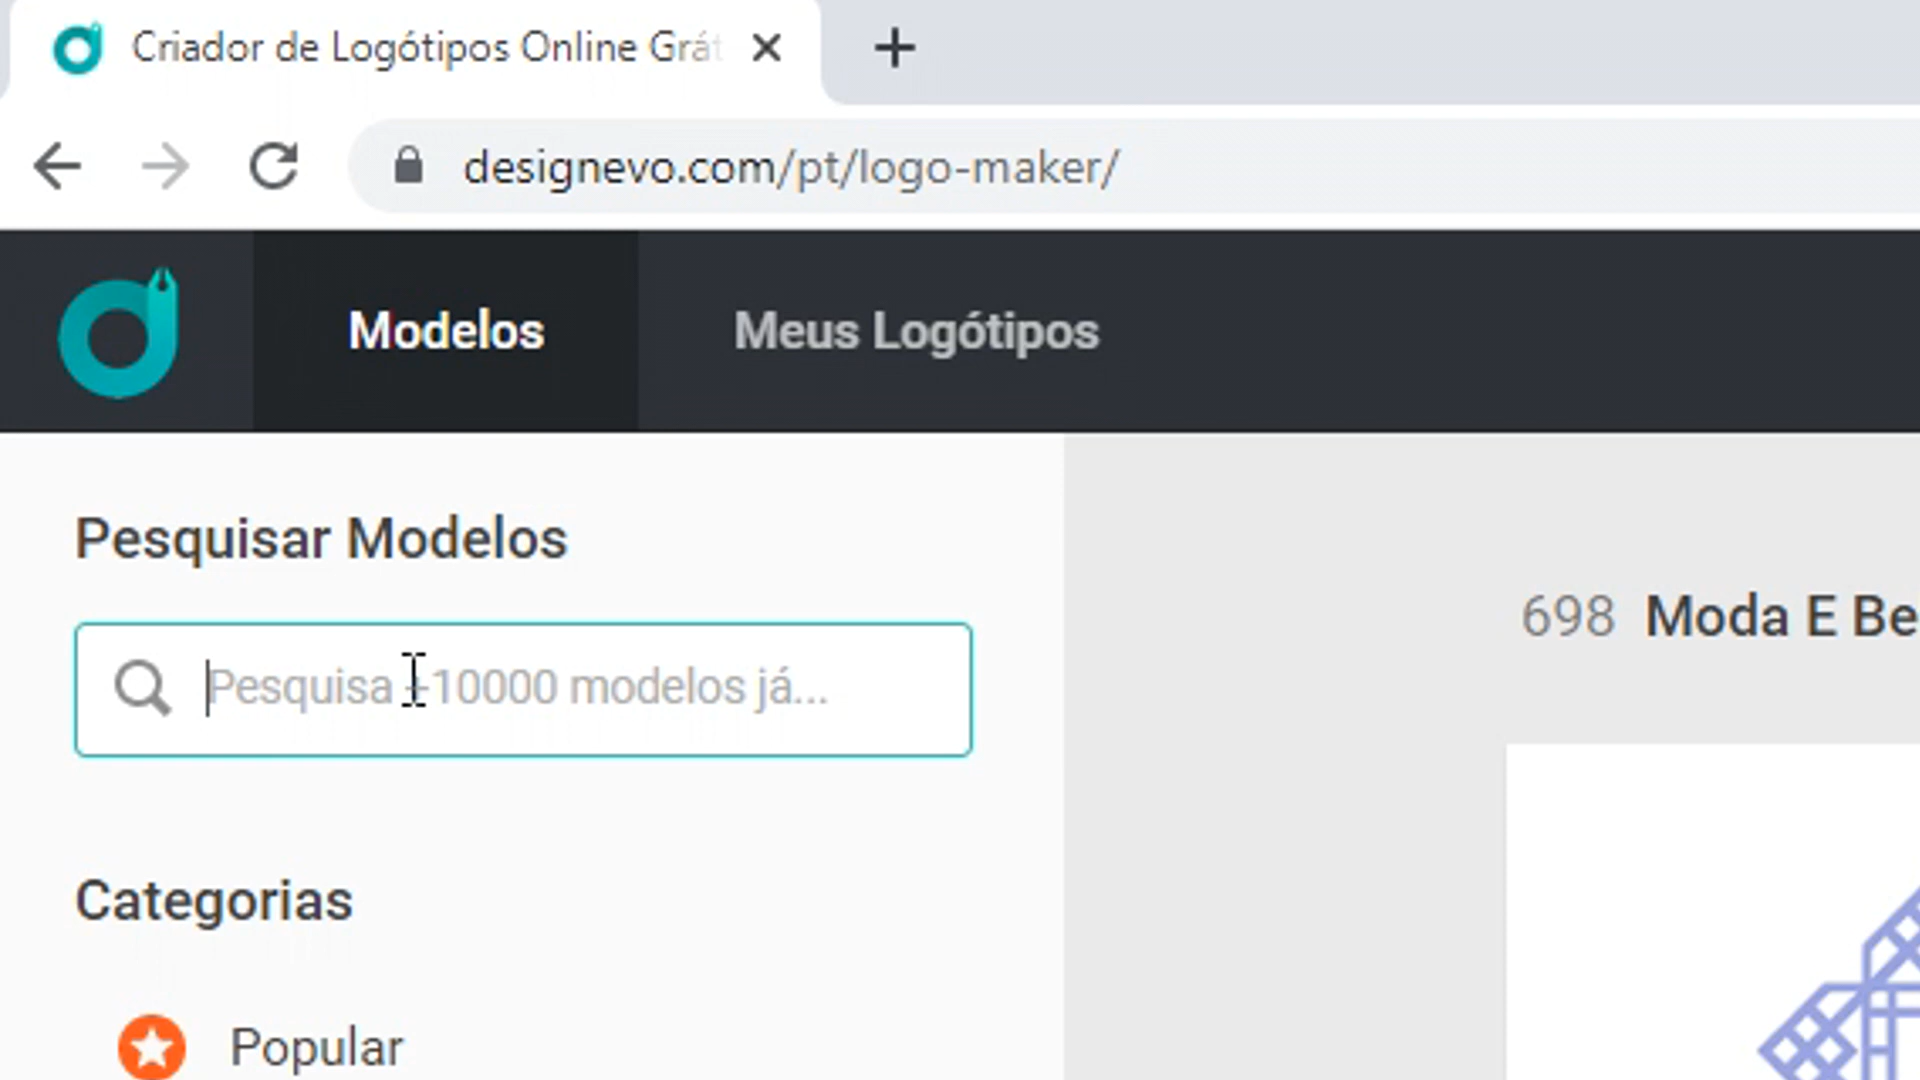 Criador de Logótipos Online Grát
designevo.com/pt/logo-maker/
Modelos
Meus Logótipos
Pesquisar Modelos
Pesquisa +10000 modelos já...
698 Moda E Be
Categorias
Popular